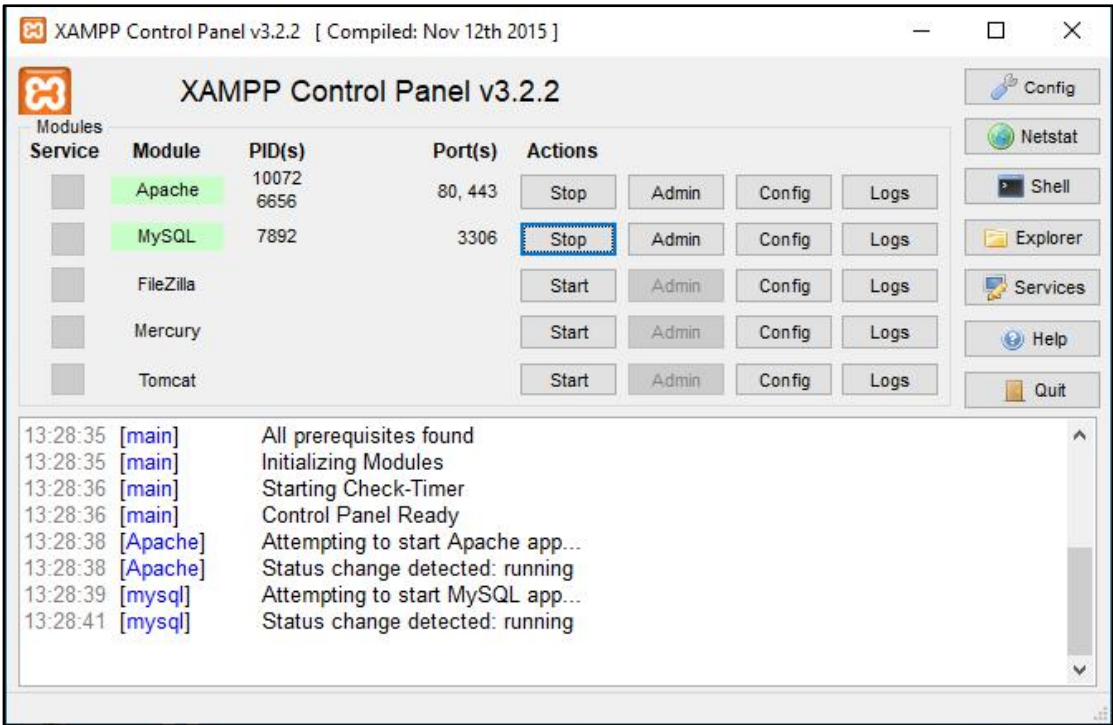 XAMPP Control Panel v3.2.2 [ Compiled: Nov 12th 2015 ]
XAMPP Control Panel v3.2.2
Config
Modules
Netstat
Service Module PID(s) Port(s) Actions
Apache 10072 6656 80, 443 Stop Admin Config Logs
Shell
MySQL 7892 3306 Stop Admin Config Logs
Explorer
FileZilla Start Admin Config Logs
Services
Mercury Start Admin Config Logs
Help
Tomcat Start Admin Config Logs
Quit
13:28:35 [main] All prerequisites found
13:28:35 [main] Initializing Modules
13:28:36 [main] Starting Check-Timer
13:28:36 [main] Control Panel Ready
13:28:38 [Apache] Attempting to start Apache app...
13:28:38 [Apache] Status change detected: running
13:28:39 [mysql] Attempting to start MySQL app...
13:28:41 [mysql] Status change detected: running